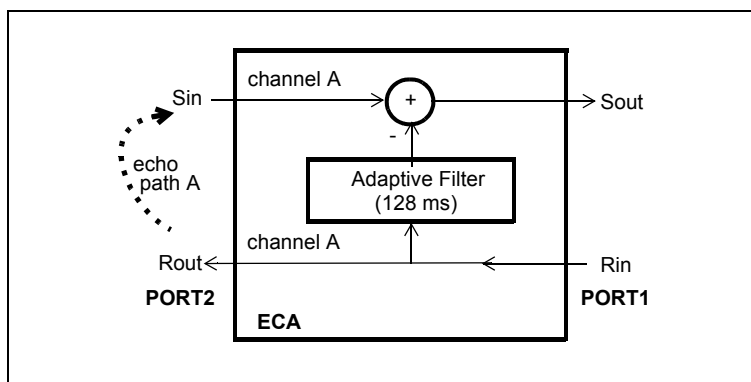 channel A
Sin
+
Sout
-
echo
path A
Adaptive Filter
(128 ms)
channel A
Rout
Rin
PORT2
PORT1
ECA